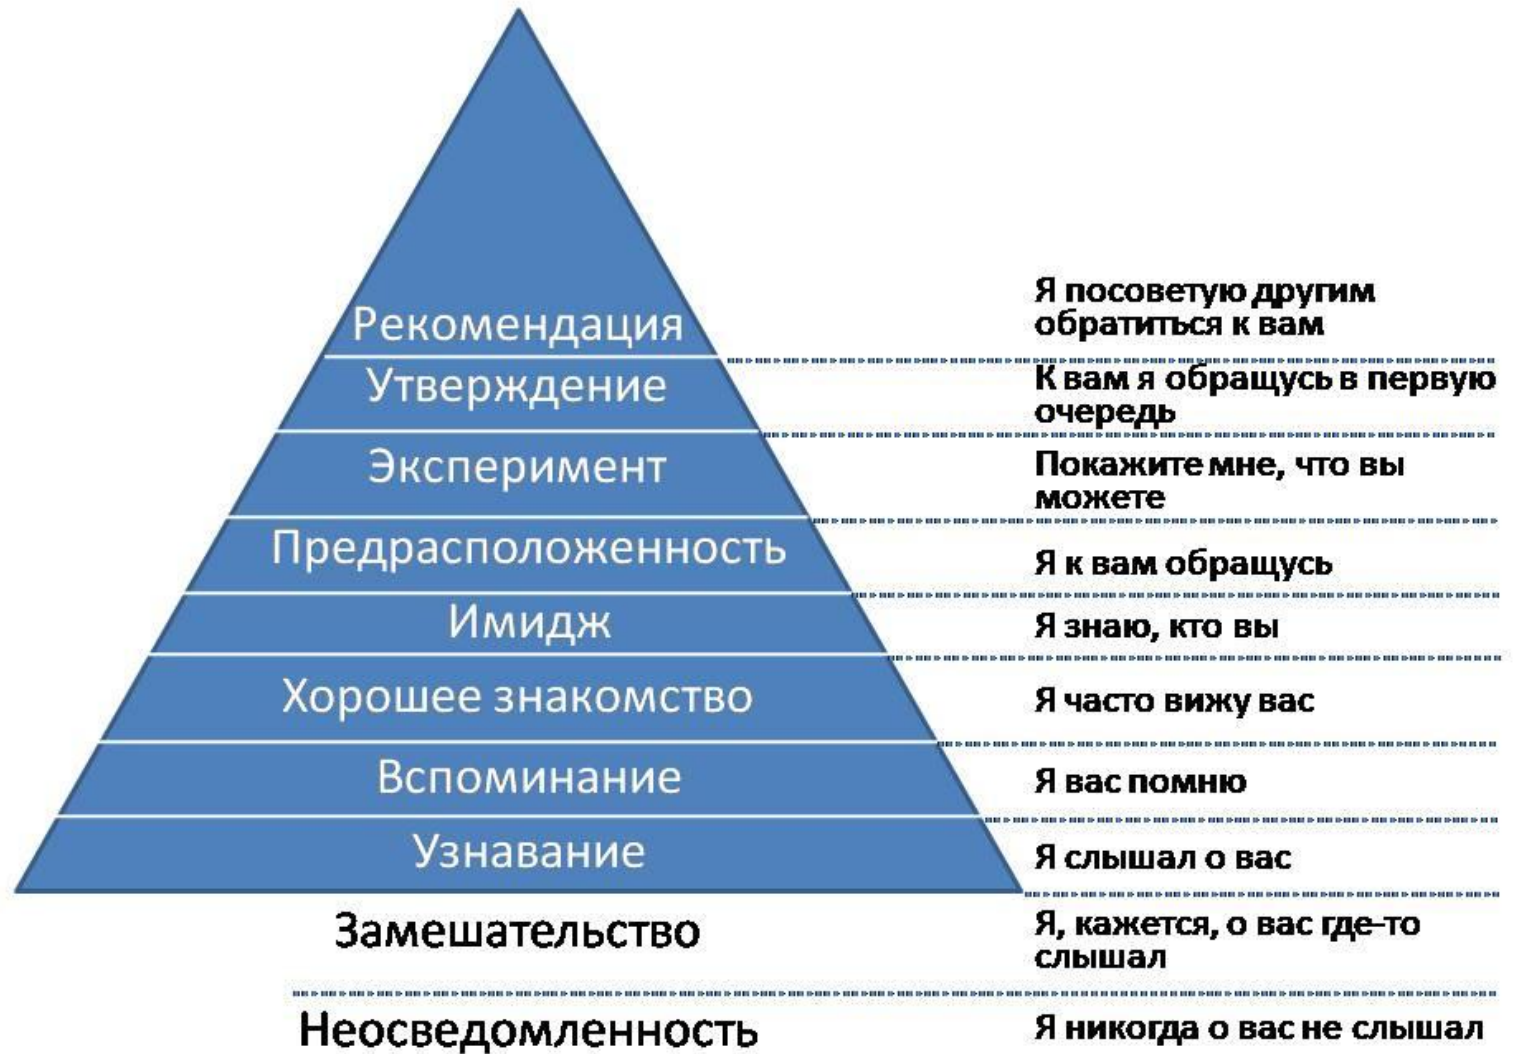 Рекомендация
Я посоветую другим
обратиться к вам
Утверждение
К вам я обращусь в первую
очередь
Эксперимент
Покажите мне, что вы
можете
Предрасположенность
Я к вам обращусь
Имидж
Я знаю, кто вы
Хорошее знакомство
Я часто вижу вас
Вспоминание
Я вас помню
Узнавание
Я слышал о вас
Замешательство
Я, кажется, о вас где-то
слышал
Неосведомленность
Я никогда о вас не слышал